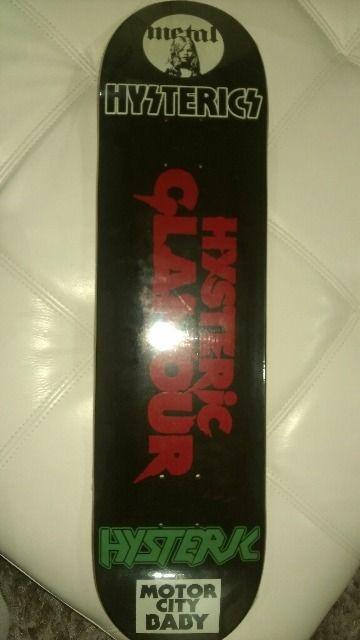 metal
HYSTERICS
HYSTERIC
GLAMOUR
HYSTERIC
MOTOR
CITY
BABY